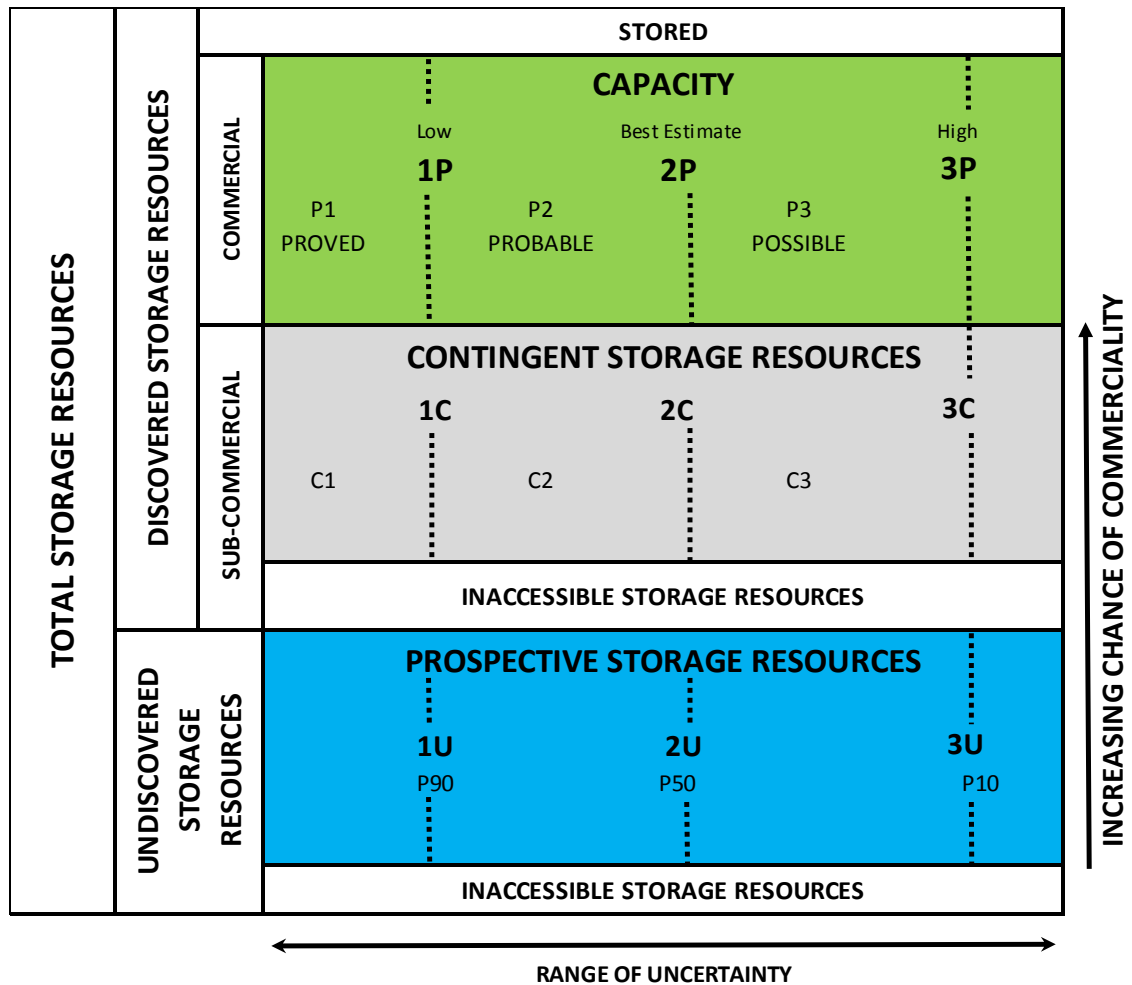 TOTAL STORAGE RESOURCES
DISCOVERED STORAGE RESOURCES
STORED
COMMERCIAL
CAPACITY
Low Best Estimate High
1P 2P 3P
P1 P2 P3
PROVED PROBABLE POSSIBLE
SUB-COMMERCIAL
CONTINGENT STORAGE RESOURCES
1C 2C 3C
C1 C2 C3
INACCESSIBLE STORAGE RESOURCES
UNDISCOVERED
STORAGE
RESOURCES
PROSPECTIVE STORAGE RESOURCES
1U 2U 3U
P90 P50 P10
INACCESSIBLE STORAGE RESOURCES
INCREASING CHANCE OF COMMERCIALITY
RANGE OF UNCERTAINTY